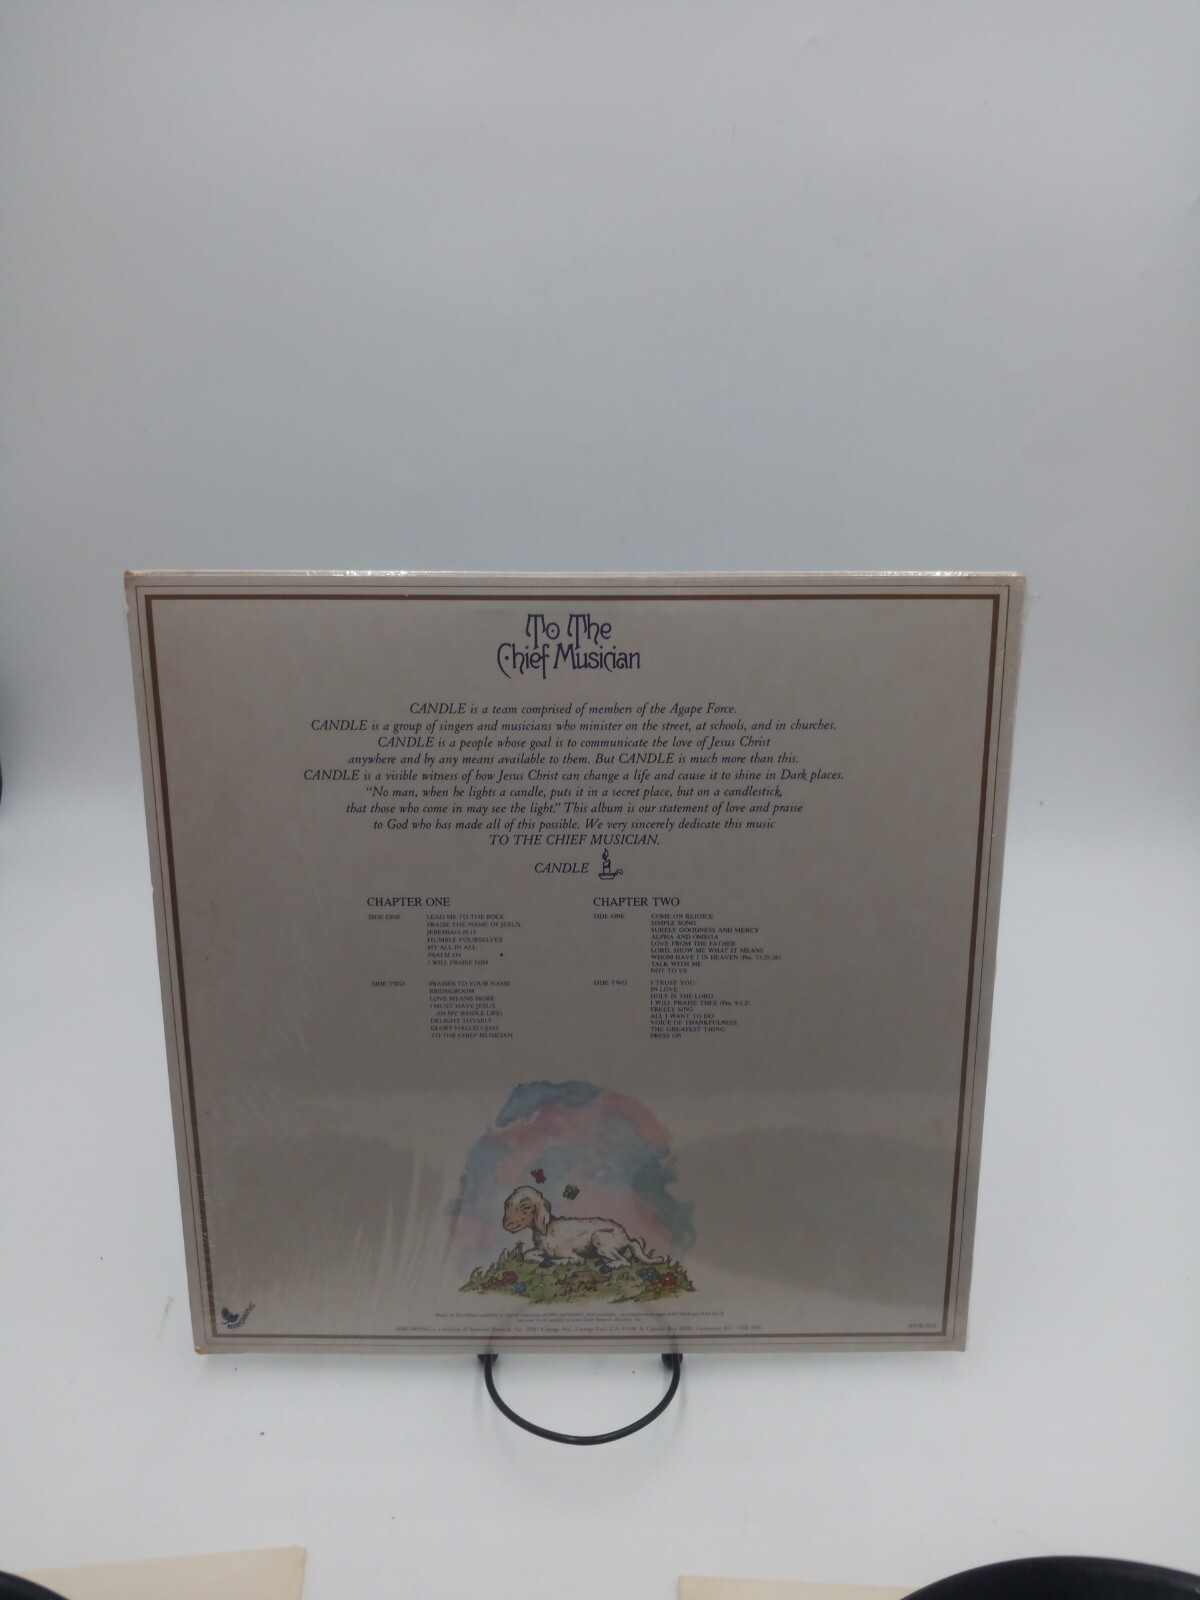 To The
Chief Musician
CANDLE is a team comprised of members of the Agape Force.
CANDLE is a group of singers and musicians who minister on the street, at schools, and in churches.
CANDLE is a people whose goal is to communicate the love of Jesus Christ
anywhere and by any means available to them. But CANDLE is much more than this.
CANDLE is a visible witness of how Jesus Christ can change a life and cause it to shine in Dark places.
“No man, when he lights a candle, puts it in a secret place, but on a candlestick,
that those who come in may see the light.” This album is our statement of love and praise
to God who has made all of this possible. We very sincerely dedicate this music
TO THE CHIEF MUSICIAN.
CANDLE
CHAPTER ONE
SIDE ONE LEAD ME TO THE ROCK
PRAISE THE NAME OF JESUS
JEREMIAH
HUMBLE YOURSELVES
MY ALL IN ALL
PSALM
I WILL PRAISE HIM
SIDE TWO PRAISES TO YOUR NAME
BRIDEGROOM
LOVE MEANS MORE
I MUST HAVE JESUS
(IN MY WHOLE LIFE)
DELIGHT THYSELF
GLORY HALLELUJAH
TO THE CHIEF MUSICIAN
CHAPTER TWO
SIDE ONE COME ON REJOICE
SIMPLE SONG
SURELY GOODNESS AND MERCY
ALPHA AND OMEGA
LOVE FROM THE FATHER
LORD, SHOW ME WHAT IT MEANS
WHOM HAVE I IN HEAVEN (Psa. 73:25,26)
TALK WITH ME
NOT TO US
SIDE TWO I TRUST YOU
IN LOVE
HOLY IS THE LORD
I WILL PRAISE THEE (Psa. 9:1,2)
FREELY SING
ALL I WANT TO DO
VOICE OF THANKFULNESS
THE GREATEST THING
PRESS ON
BIRDWING